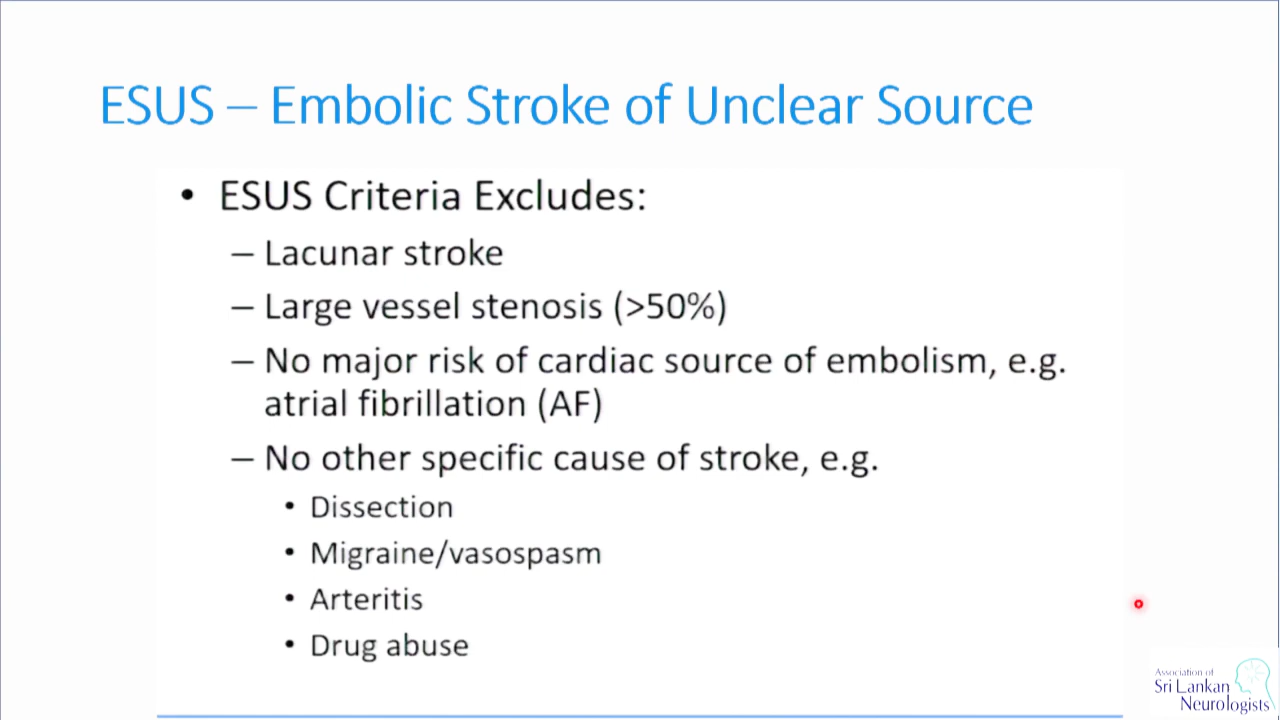 ESUS – Embolic Stroke of Unclear Source
• ESUS Criteria Excludes:
– Lacunar stroke
– Large vessel stenosis (>50%)
– No major risk of cardiac source of embolism, e.g.
atrial fibrillation (AF)
– No other specific cause of stroke, e.g.
• Dissection
• Migraine/vasospasm
• Arteritis
• Drug abuse
Association of
Sri Lankan
Neurologists